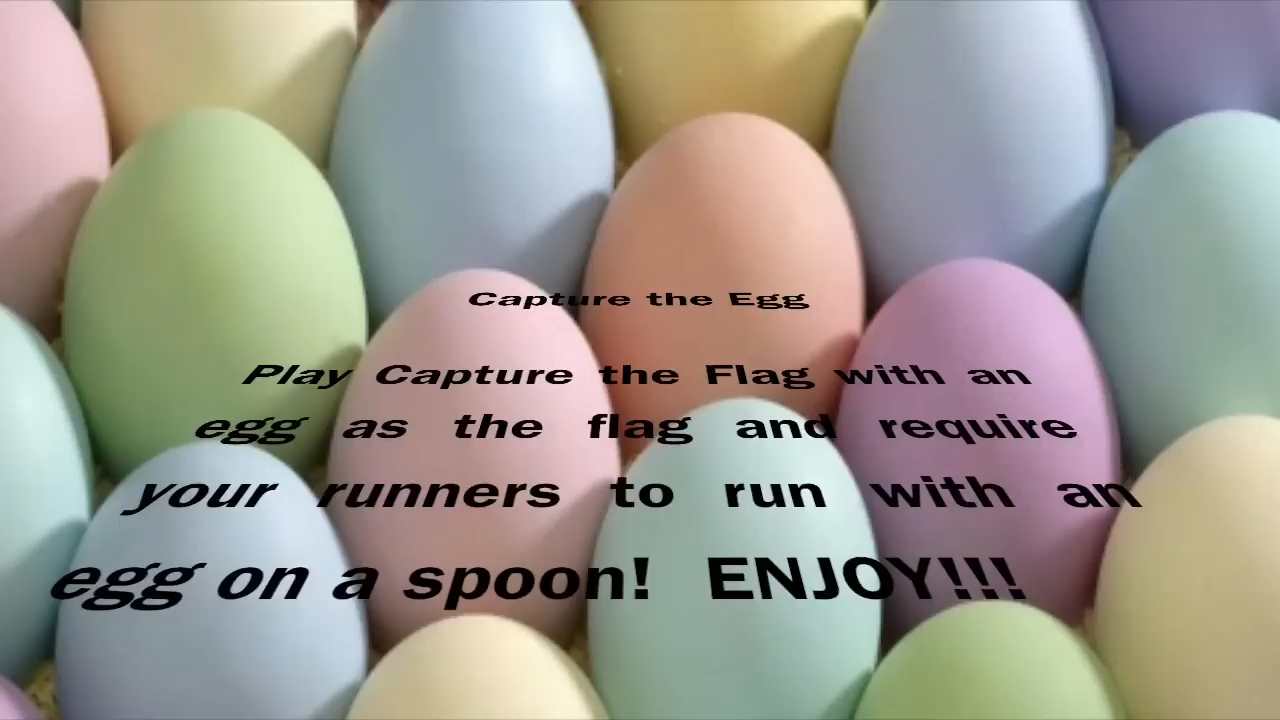 Capture the Egg
Play Capture the Flag with an
egg as the flag and require
your runners to run with an
egg on a spoon! ENJOY!!!